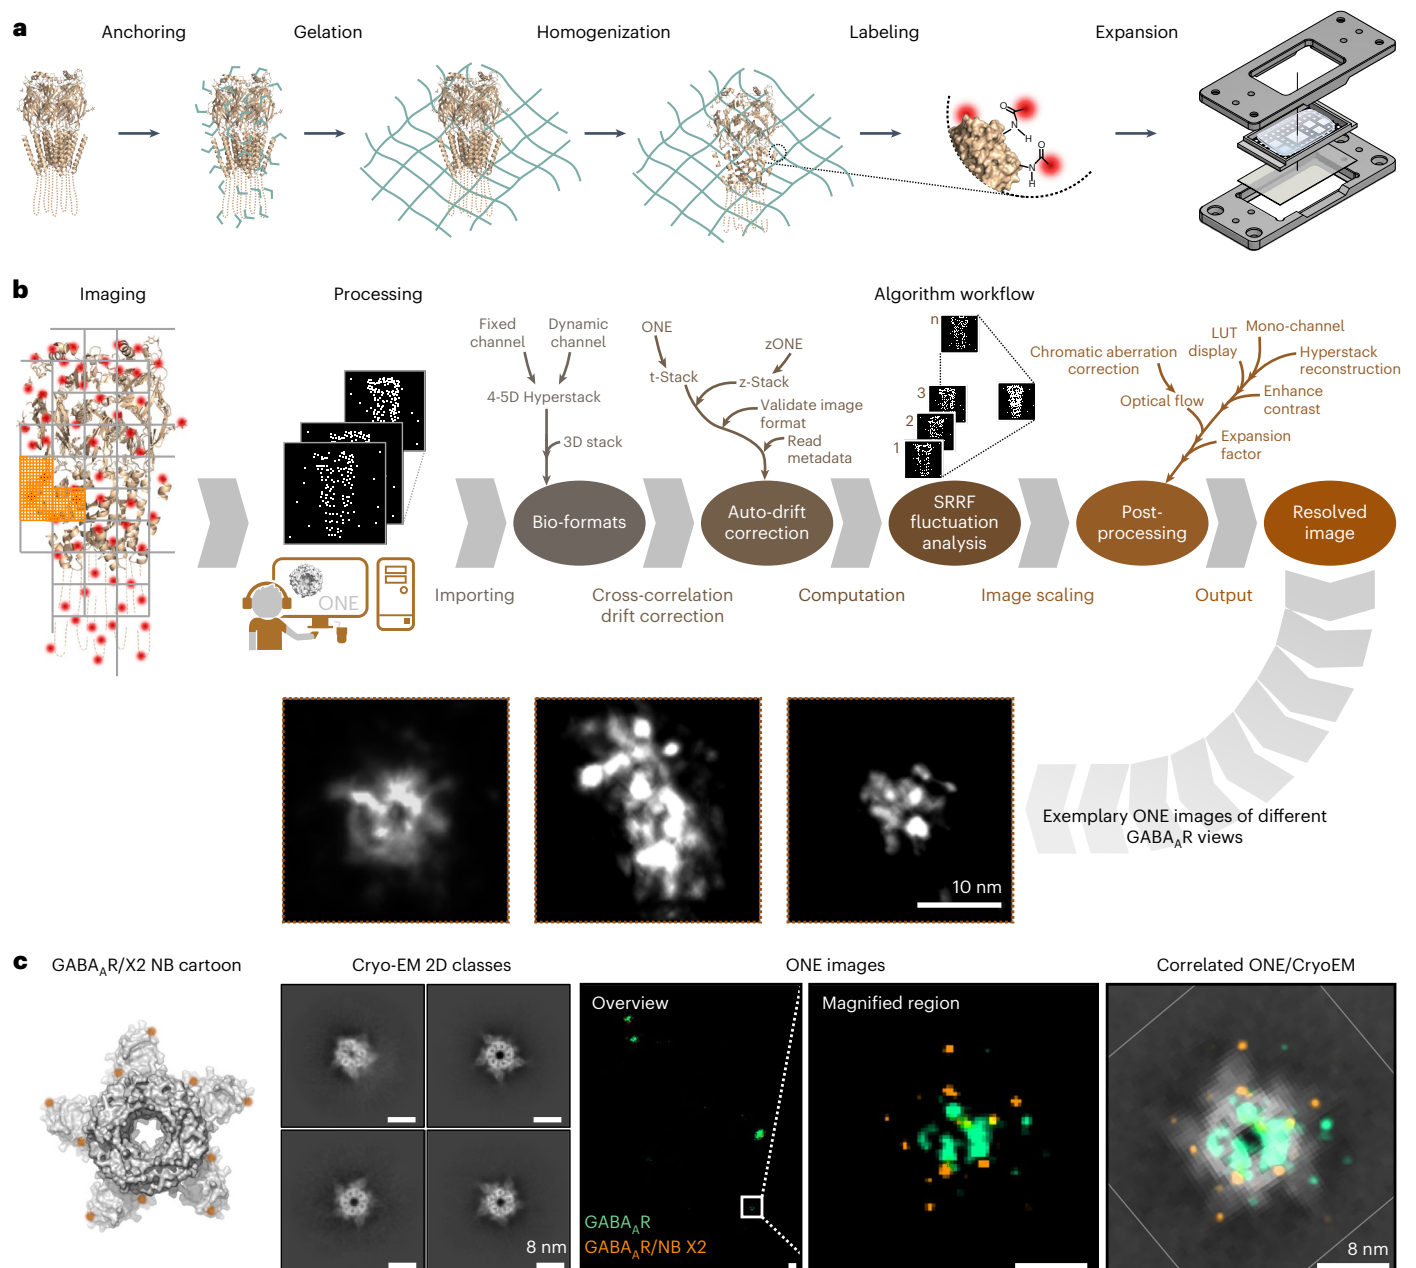 a
Anchoring
Gelation
Homogenization
Labeling
Expansion
O
N
H
O
N
H
b
Imaging
Processing
Algorithm workflow
Fixed
channel
Dynamic
channel
4-5D Hyperstack
3D stack
ONE
zONE
t-Stack
z-Stack
Validate image
format
Read
metadata
n
3
2
1
Chromatic aberration
correction
LUT
display
Mono-channel
Hyperstack
reconstruction
Optical flow
Enhance
contrast
Expansion
factor
Bio-formats
Auto-drift
correction
SRRF
fluctuation
analysis
Post-
processing
Resolved
image
ONE
Importing
Cross-correlation
drift correction
Computation
Image scaling
Output
10 nm
Exemplary ONE images of different
GABA_AR views
c
GABA_AR/X2 NB cartoon
Cryo-EM 2D classes
ONE images
Correlated ONE/CryoEM
Overview
Magnified region
GABA_AR
GABA_AR/NB X2
8 nm
8 nm